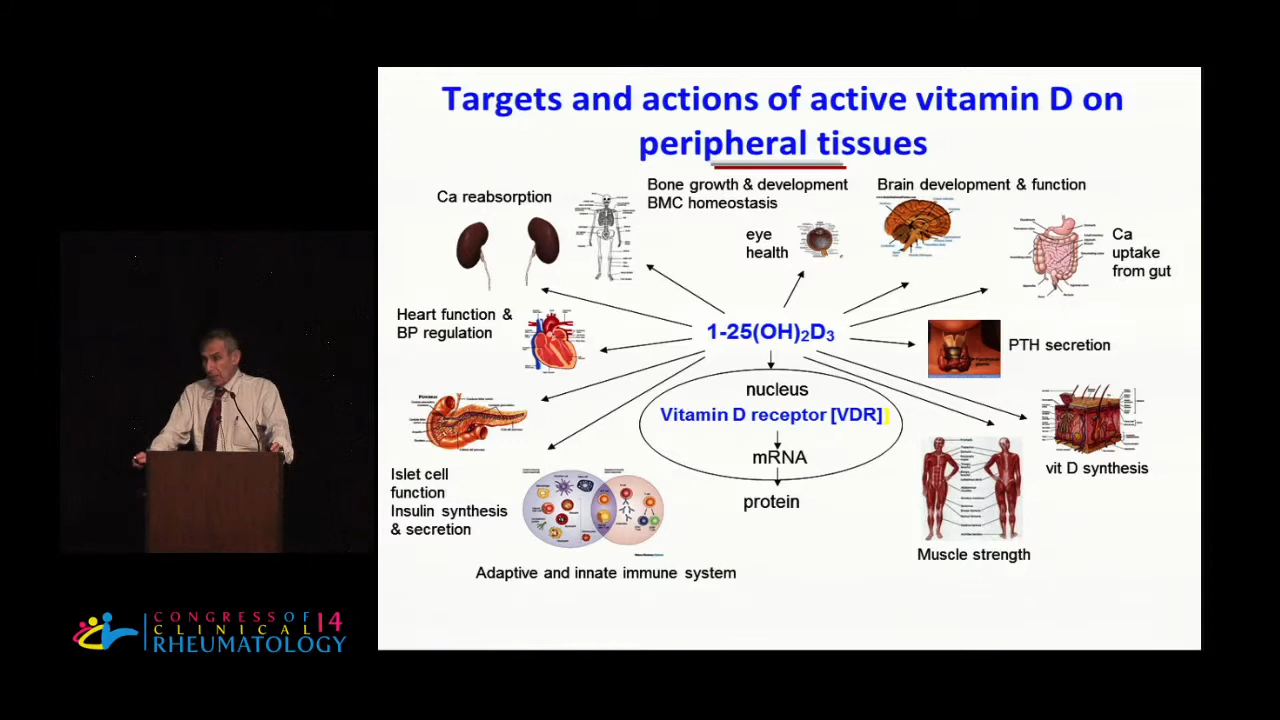 Targets and actions of active vitamin D on
peripheral tissues
Ca reabsorption
Bone growth & development
BMC homeostasis
Brain development & function
eye
health
Ca
uptake
from gut
Heart function &
BP regulation
1-25(OH)₂D₃
PTH secretion
nucleus
Vitamin D receptor [VDR]]
mRNA
protein
vit D synthesis
Islet cell
function
Insulin synthesis
& secretion
Muscle strength
Adaptive and innate immune system
CONGRESS OF 14
CLINICAL
RHEUMATOLOGY